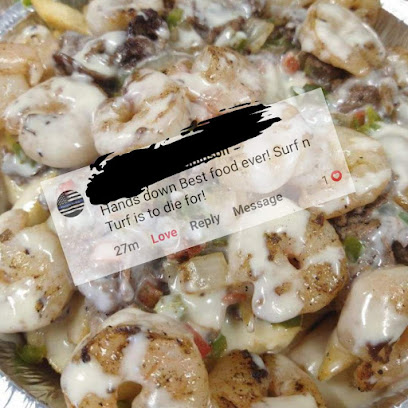 Hands down Best food ever! Surf n
Turf is to die for!
27m Love Reply Message 1